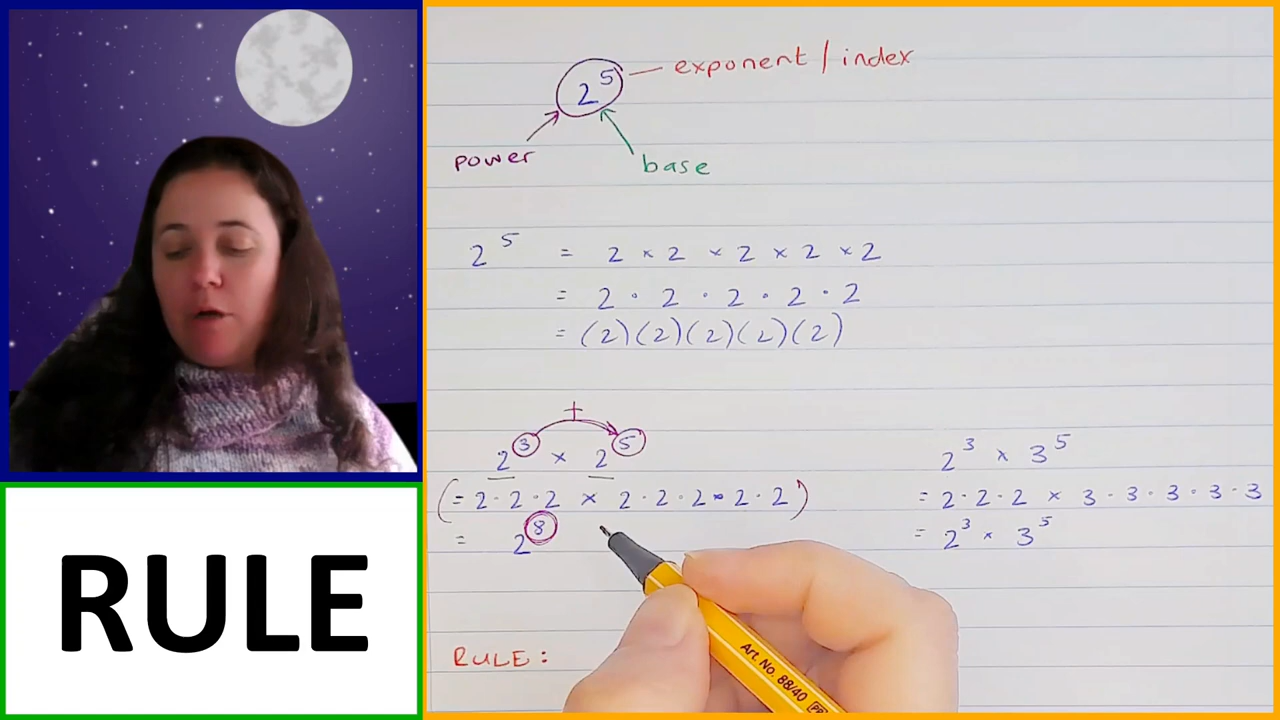 2⁵ — exponent / index
power
base
2⁵ = 2 × 2 × 2 × 2 × 2
= 2 · 2 · 2 · 2 · 2
= (2)(2)(2)(2)(2)
+
2³ × 2⁵
(= 2·2·2 × 2·2·2·2·2)
= 2⁸
2³ × 3⁵
= 2·2·2 × 3·3·3·3·3
= 2³ × 3⁵
RULE:
RULE
Art. No. 88/40